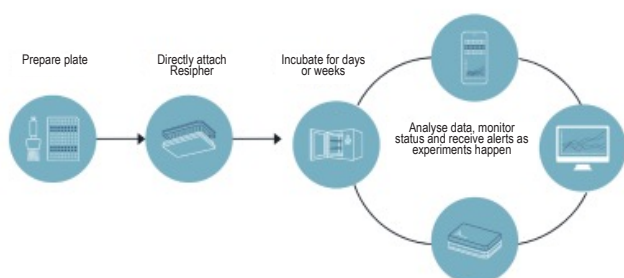 Prepare plate
Directly attach
Resipher
Incubate for days
or weeks
Analyse data, monitor
status and receive alerts as
experiments happen